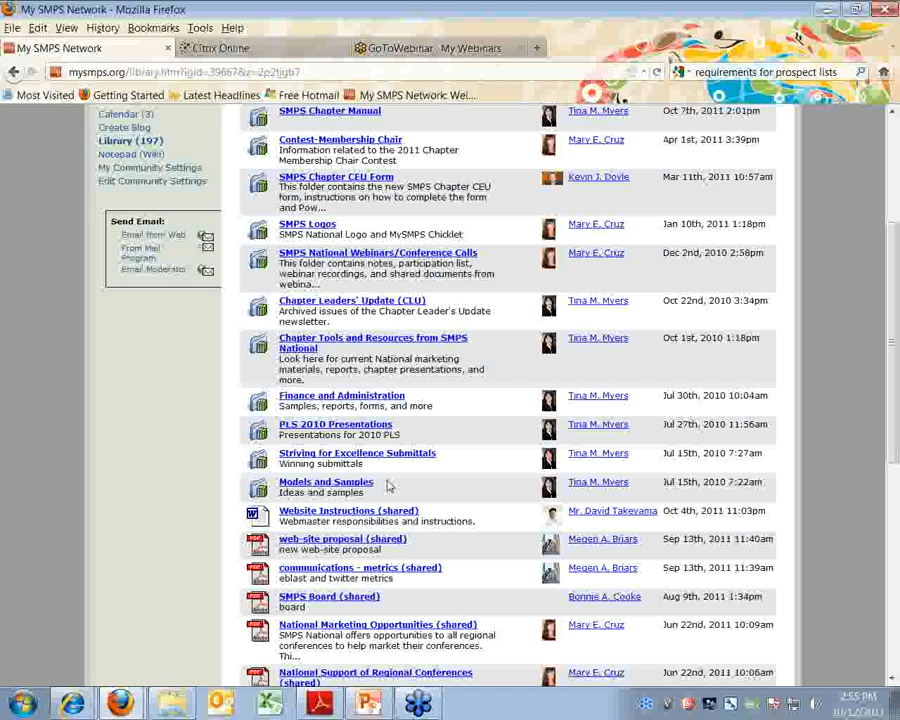 My SMPS Network - Mozilla Firefox
File Edit View History Bookmarks Tools Help
My SMPS Network × Citrix Online GoToWebinar : My Webinars × +
mysmps.org/library.htm?igid=39667&z=2p2tjgb7 requirements for prospect lists
Most Visited Getting Started Latest Headlines Free Hotmail My SMPS Network: Wel...
Calendar (3)
Create Blog
Library (197)
Notepad (Wiki)
My Community Settings
Edit Community Settings
Send Email:
Email from Web
From Mail
Program
Email Moderator
SMPS Chapter Manual Tina M. Myers Oct 7th, 2011 2:01pm
Contest-Membership Chair Mary E. Cruz Apr 1st, 2011 3:39pm
Information related to the 2011 Chapter
Membership Chair Contest
SMPS Chapter CEU Form Kevin J. Doyle Mar 11th, 2011 10:57am
This folder contains the new SMPS Chapter CEU
form, instructions on how to complete the form
and Pow...
SMPS Logos Mary E. Cruz Jan 10th, 2011 1:18pm
SMPS National Logo and MySMPS Chicklet
SMPS National Webinars/Conference Calls Mary E. Cruz Dec 2nd, 2010 2:58pm
This folder contains notes, participation list,
webinar recordings, and shared documents from
webina...
Chapter Leaders' Update (CLU) Tina M. Myers Oct 22nd, 2010 3:34pm
Archived issues of the Chapter Leader's Update
newsletter.
Chapter Tools and Resources from SMPS
National Tina M. Myers Oct 1st, 2010 1:18pm
Look here for current National marketing
materials, reports, chapter presentations, and
more.
Finance and Administration Tina M. Myers Jul 30th, 2010 10:04am
Samples, reports, forms, and more
PLS 2010 Presentations Tina M. Myers Jul 27th, 2010 11:56am
Presentations for 2010 PLS
Striving for Excellence Submittals Tina M. Myers Jul 15th, 2010 7:27am
Winning submittals
Models and Samples Tina M. Myers Jul 15th, 2010 7:22am
Ideas and samples
Website Instructions (shared) Mr. David Takeyama Oct 4th, 2011 11:03pm
Webmaster responsibilities and instructions.
web-site proposal (shared) Megen A. Briars Sep 13th, 2011 11:40am
new web-site proposal
communications - metrics (shared) Megen A. Briars Sep 13th, 2011 11:39am
eblast and twitter metrics
SMPS Board (shared) Bonnie A. Cooke Aug 9th, 2011 1:34pm
board
National Marketing Opportunities (shared) Mary E. Cruz Jun 22nd, 2011 10:09am
SMPS National offers opportunities to all regional
conferences to help market their conferences.
Thi...
National Support of Regional Conferences
(shared) Mary E. Cruz Jun 22nd, 2011 10:06am
2:55 PM
10/12/2011